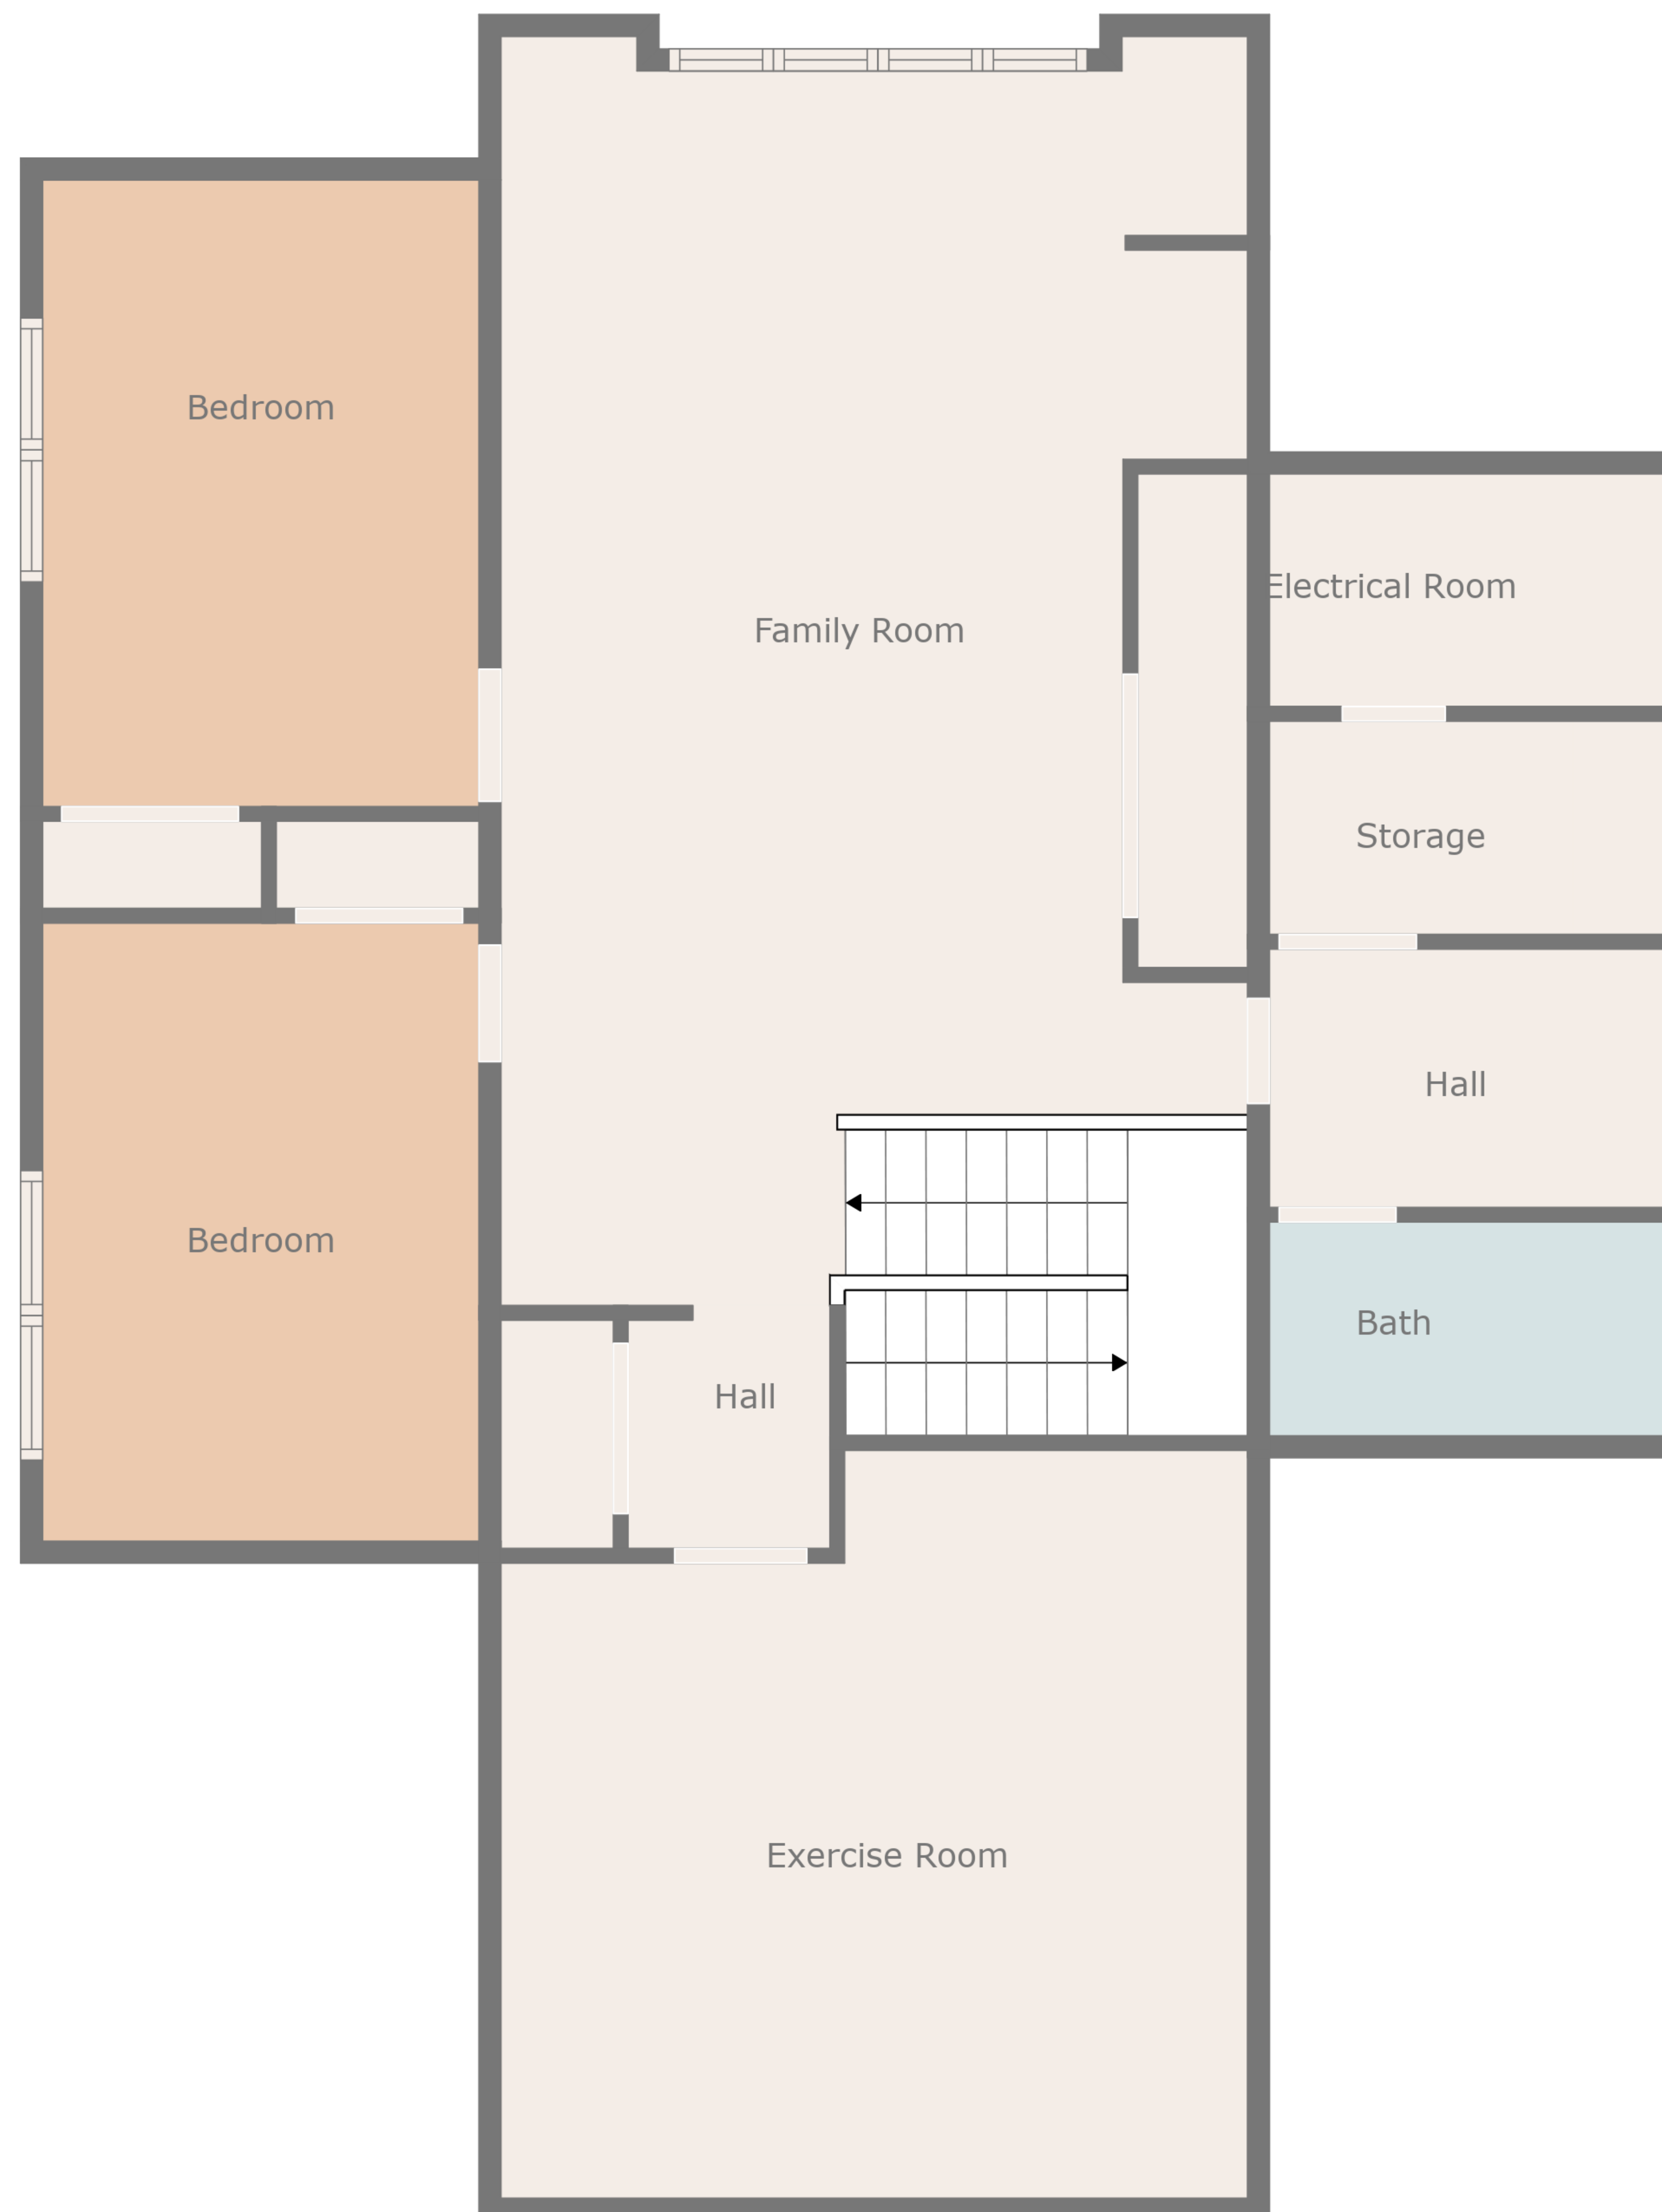 Bedroom
Family Room
Electrical Room
Storage
Hall
Bedroom
Bath
Hall
Exercise Room